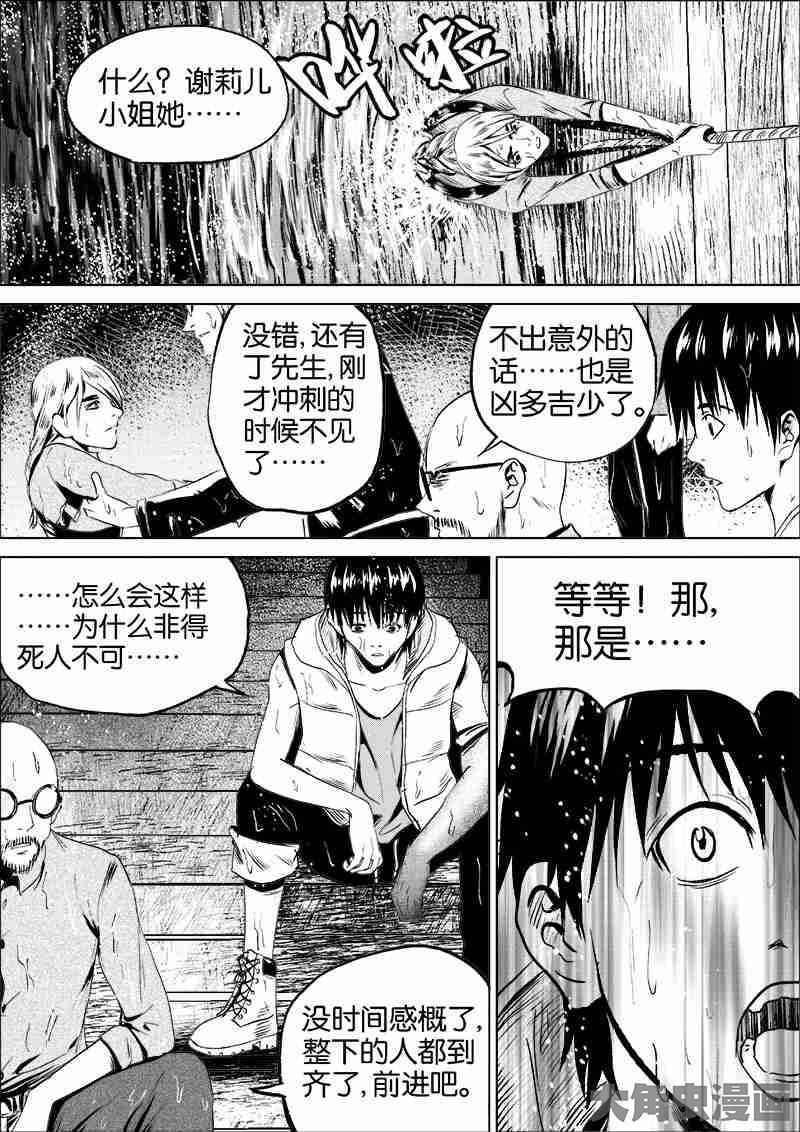 什么？谢莉儿
小姐她……
哗啦
没错,还有
丁先生,刚
才冲刺的
时候不见
了……
不出意外的
话……也是
凶多吉少了。
……怎么会这样
……为什么非得
死人不可……
等等！那,
那是……
没时间感慨了,
整下的人都到
齐了,前进吧。
大角虫漫画